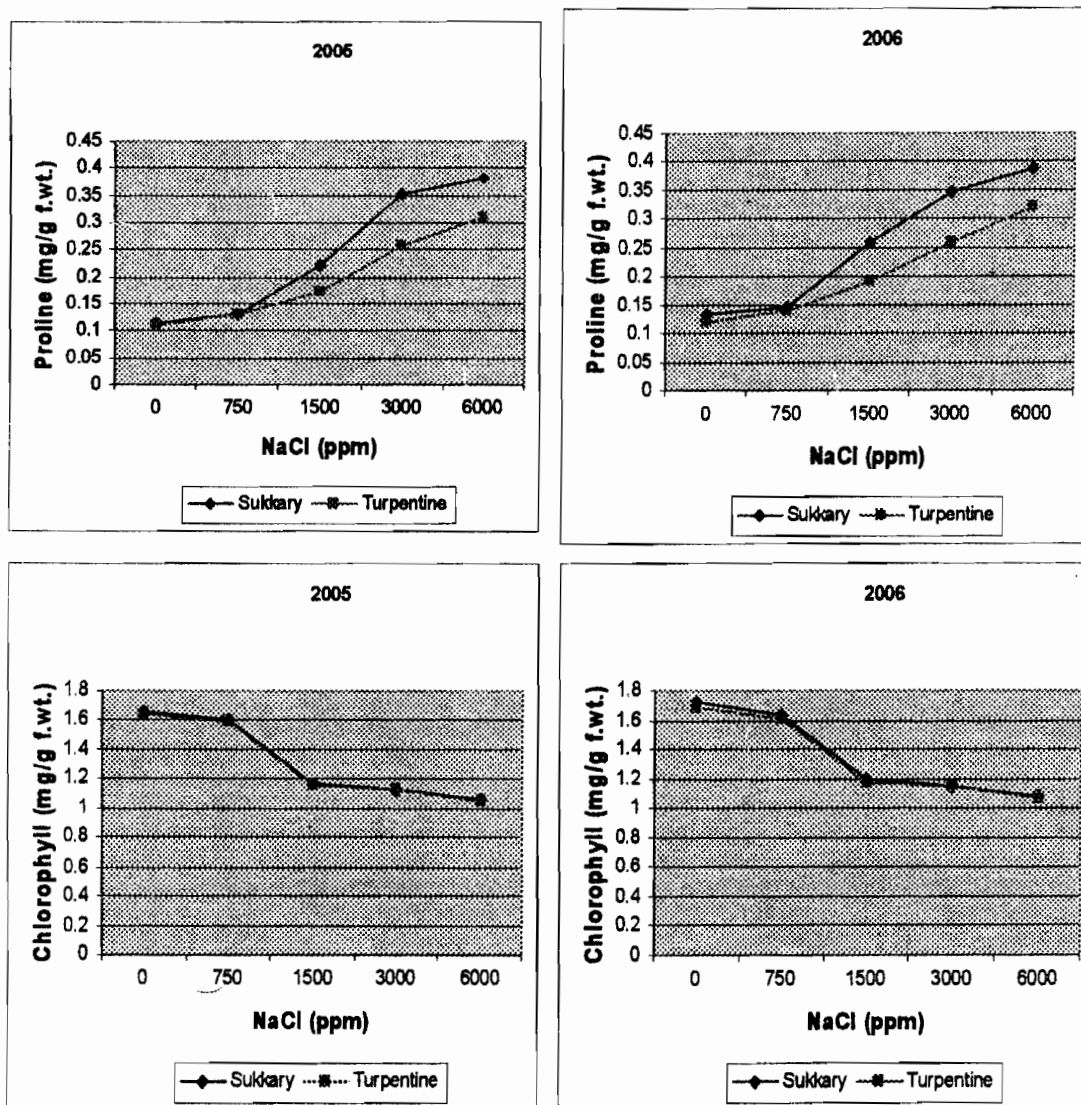 2005
Proline (mg/g f.wt.)
0.45
0.4
0.35
0.3
0.25
0.2
0.15
0.1
0.05
0
0 750 1500 3000 6000
NaCl (ppm)
Sukkary Turpentine
2006
Proline (mg/g f.wt.)
0.45
0.4
0.35
0.3
0.25
0.2
0.15
0.1
0.05
0
0 750 1500 3000 6000
NaCl (ppm)
Sukkary Turpentine
2005
Chlorophyll (mg/g f.wt.)
1.8
1.6
1.4
1.2
1
0.8
0.6
0.4
0.2
0
0 750 1500 3000 6000
NaCl (ppm)
Sukkary Turpentine
2006
Chlorophyll (mg/g f.wt.)
1.8
1.6
1.4
1.2
1
0.8
0.6
0.4
0.2
0
0 750 1500 3000 6000
NaCl (ppm)
Sukkary Turpentine